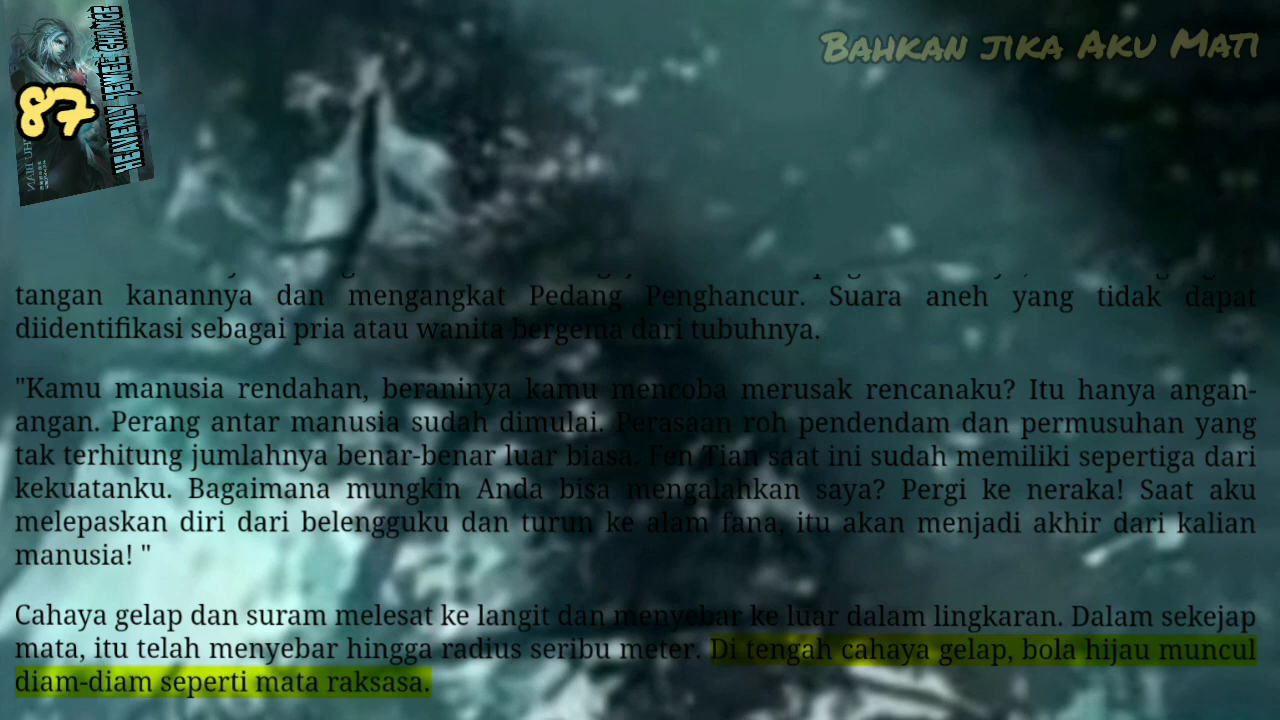 87
HEAVENLY JEWEL CHANGE
Bahkan jika Aku Mati
tangan kanannya dan mengangkat Pedang Penghancur. Suara aneh yang tidak dapat
diidentifikasi sebagai pria atau wanita bergema dari tubuhnya.
"Kamu manusia rendahan, beraninya kamu mencoba merusak rencanaku? Itu hanya angan-
angan. Perang antar manusia sudah dimulai. Perasaan roh pendendam dan permusuhan yang
tak terhitung jumlahnya benar-benar luar biasa. Fen Tian saat ini sudah memiliki sepertiga dari
kekuatanku. Bagaimana mungkin Anda bisa mengalahkan saya? Pergi ke neraka! Saat aku
melepaskan diri dari belengguku dan turun ke alam fana, itu akan menjadi akhir dari kalian
manusia! "
Cahaya gelap dan suram melesat ke langit dan menyebar ke luar dalam lingkaran. Dalam sekejap
mata, itu telah menyebar hingga radius seribu meter. Di tengah cahaya gelap, bola hijau muncul
diam-diam seperti mata raksasa.